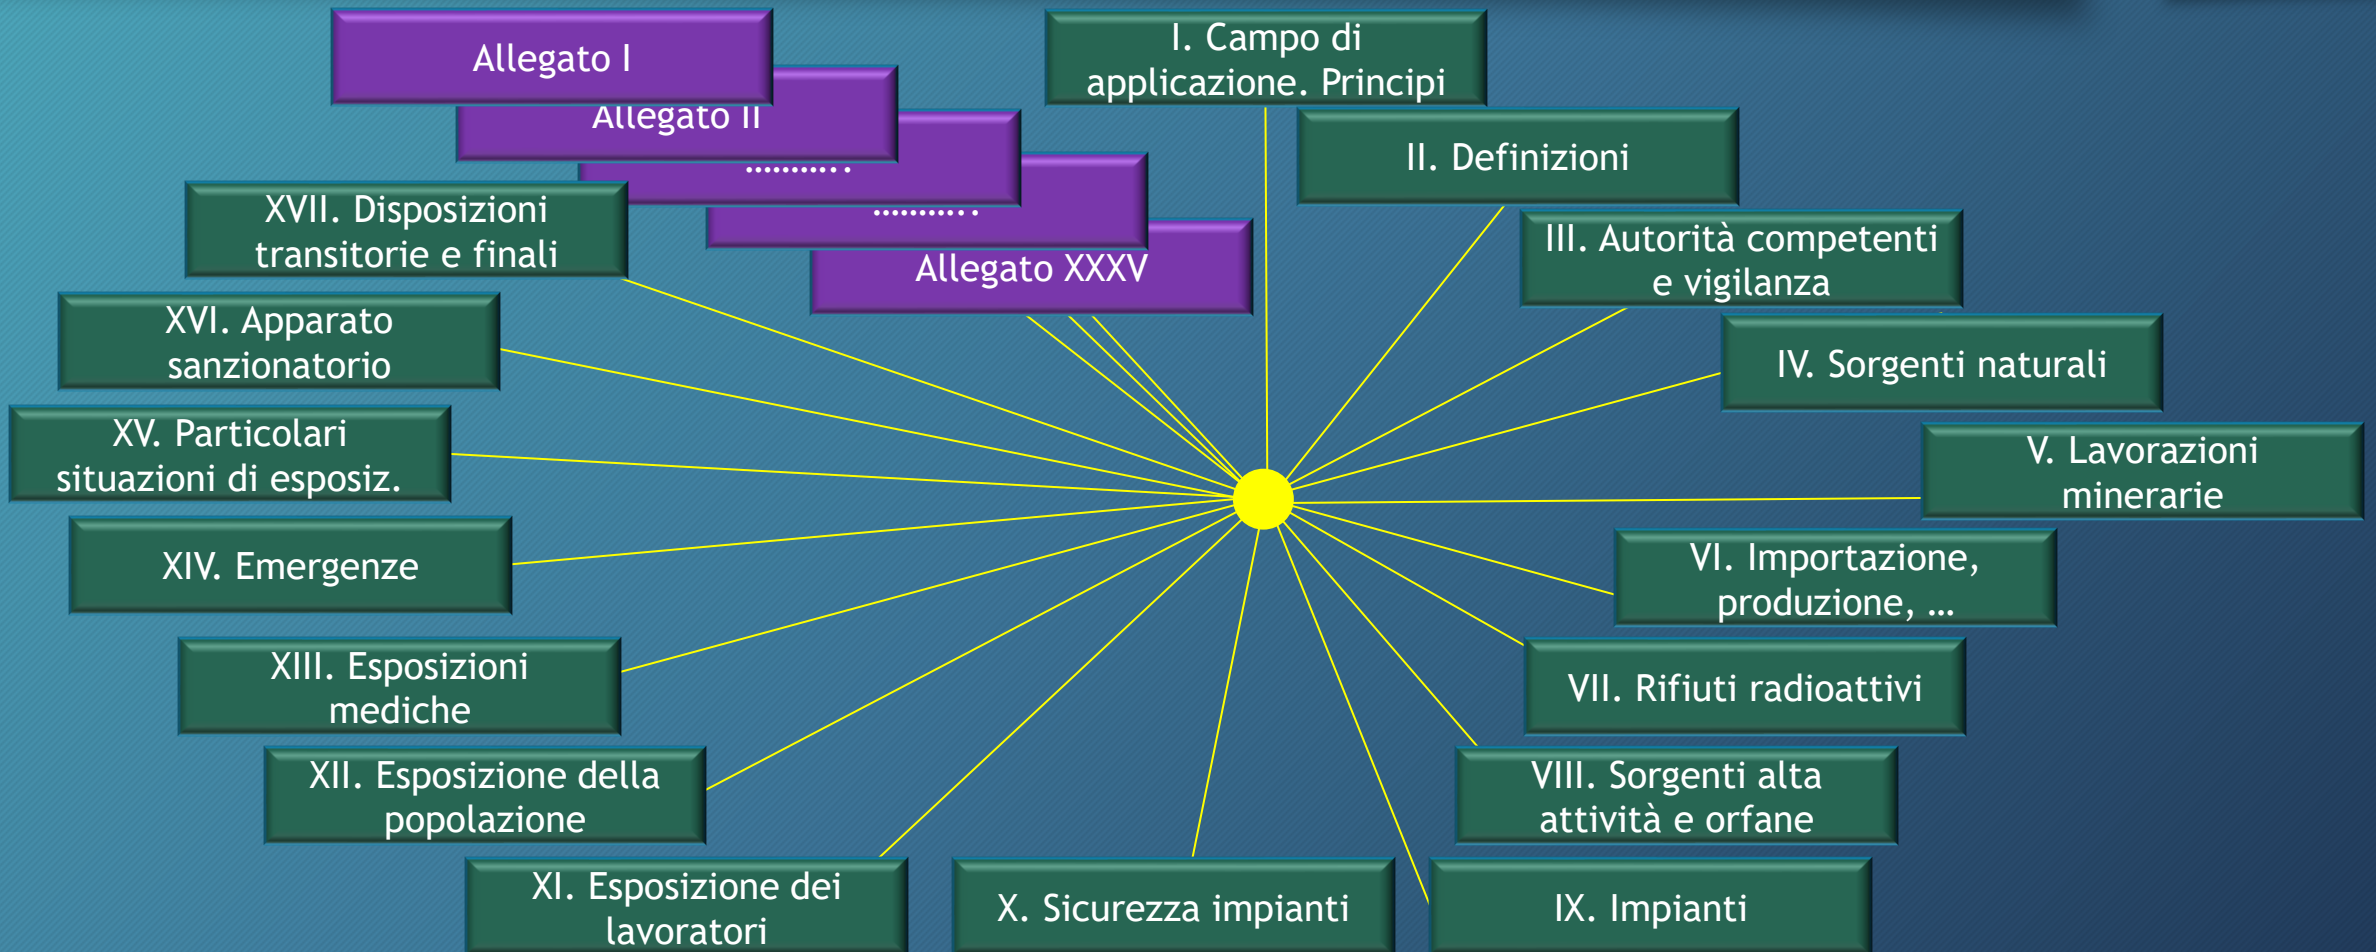 Allegato I
Allegato II
...........
...........
Allegato XXXV
I. Campo di
applicazione. Principi
II. Definizioni
III. Autorità competenti
e vigilanza
IV. Sorgenti naturali
V. Lavorazioni
minerarie
VI. Importazione,
produzione, …
VII. Rifiuti radioattivi
VIII. Sorgenti alta
attività e orfane
IX. Impianti
X. Sicurezza impianti
XI. Esposizione dei
lavoratori
XII. Esposizione della
popolazione
XIII. Esposizioni
mediche
XIV. Emergenze
XV. Particolari
situazioni di esposiz.
XVI. Apparato
sanzionatorio
XVII. Disposizioni
transitorie e finali